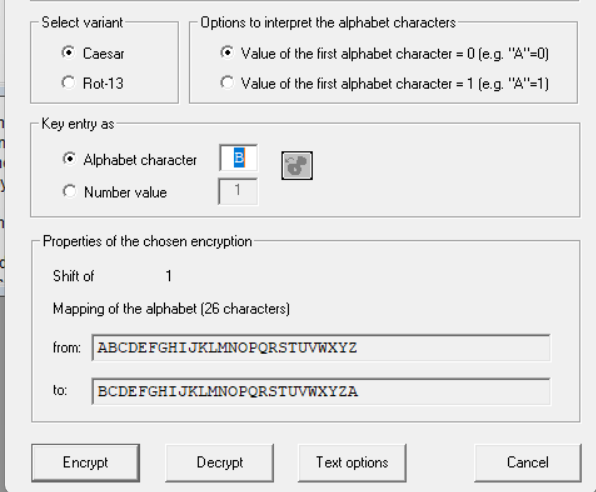 Select variant
Options to interpret the alphabet characters
Caesar
Value of the first alphabet character = 0 (e.g. "A"=0)
Rot-13
Value of the first alphabet character = 1 (e.g. "A"=1)
Key entry as
Alphabet character B
Number value 1
Properties of the chosen encryption
Shift of 1
Mapping of the alphabet (26 characters)
from: ABCDEFGHIJKLMNOPQRSTUVWXYZ
to: BCDEFGHIJKLMNOPQRSTUVWXYZA
Encrypt Decrypt Text options Cancel